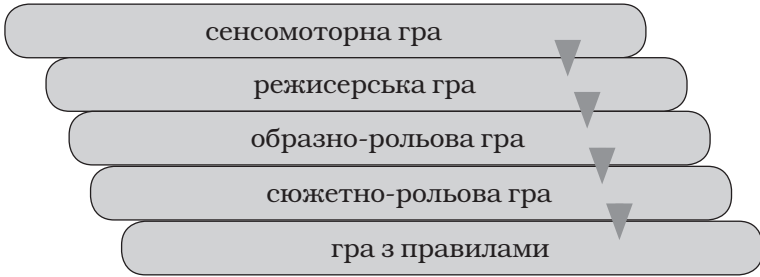 сенсомоторна гра
режисерська гра
образно-рольова гра
сюжетно-рольова гра
гра з правилами